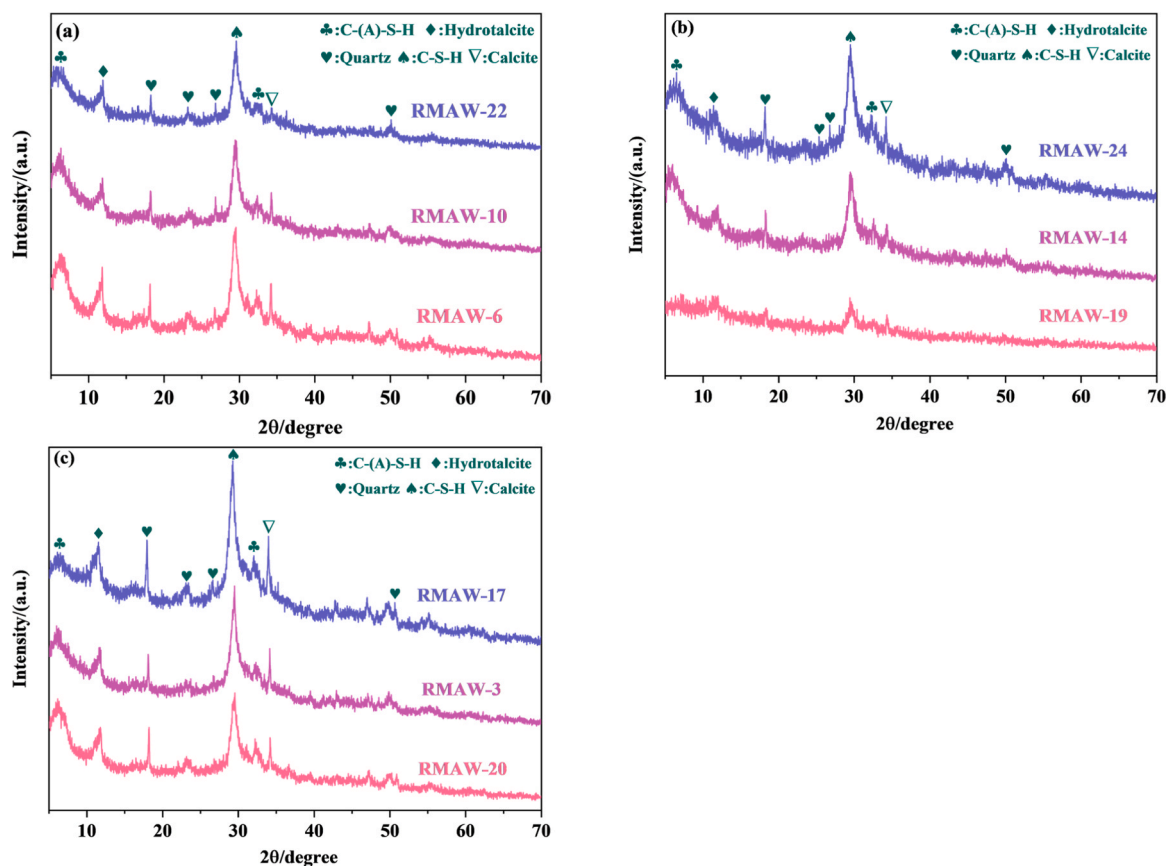 (a)
♣:C-(A)-S-H ♦:Hydrotalcite
♥:Quartz ♠:C-S-H ▽:Calcite
RMAW-22
RMAW-10
RMAW-6
Intensity/(a.u.)
10 20 30 40 50 60 70
2θ/degree
(b)
♣:C-(A)-S-H ♦:Hydrotalcite
♥:Quartz ♠:C-S-H ▽:Calcite
RMAW-24
RMAW-14
RMAW-19
Intensity/(a.u.)
10 20 30 40 50 60 70
2θ/degree
(c)
♣:C-(A)-S-H ♦:Hydrotalcite
♥:Quartz ♠:C-S-H ▽:Calcite
RMAW-17
RMAW-3
RMAW-20
Intensity/(a.u.)
10 20 30 40 50 60 70
2θ/degree